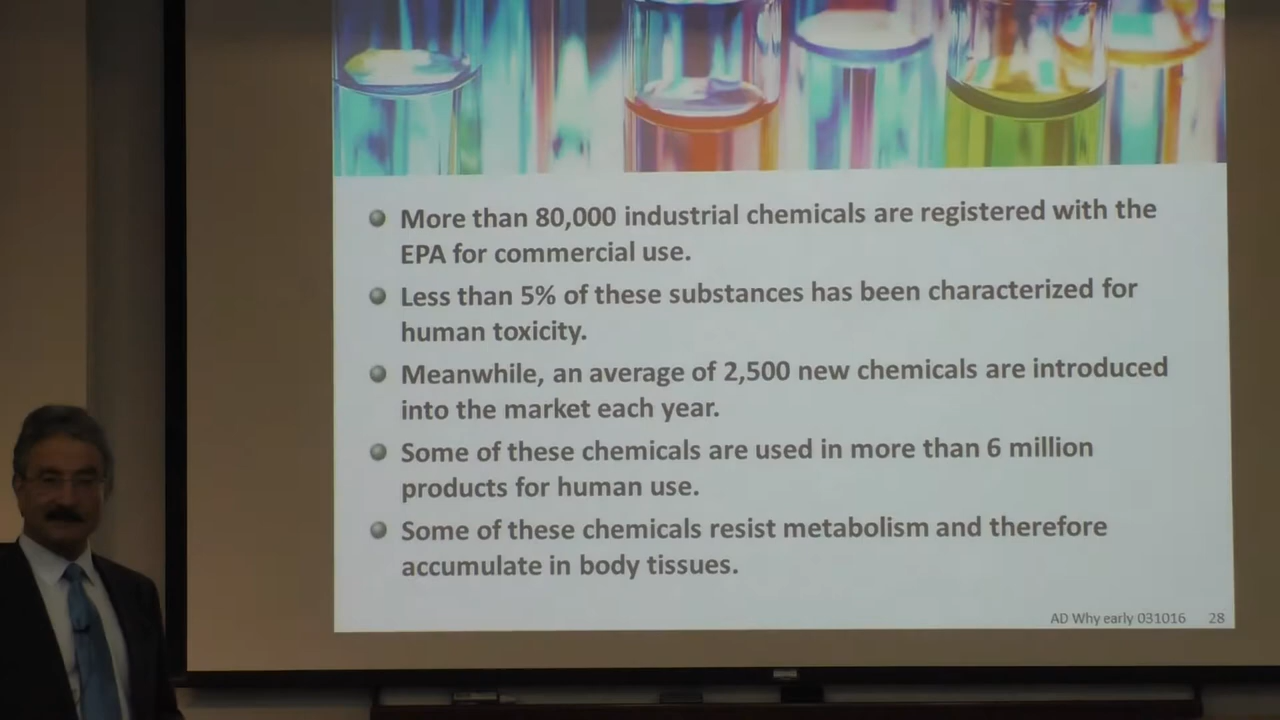 More than 80,000 industrial chemicals are registered with the
EPA for commercial use.
Less than 5% of these substances has been characterized for
human toxicity.
Meanwhile, an average of 2,500 new chemicals are introduced
into the market each year.
Some of these chemicals are used in more than 6 million
products for human use.
Some of these chemicals resist metabolism and therefore
accumulate in body tissues.
AD Why early 031016 28